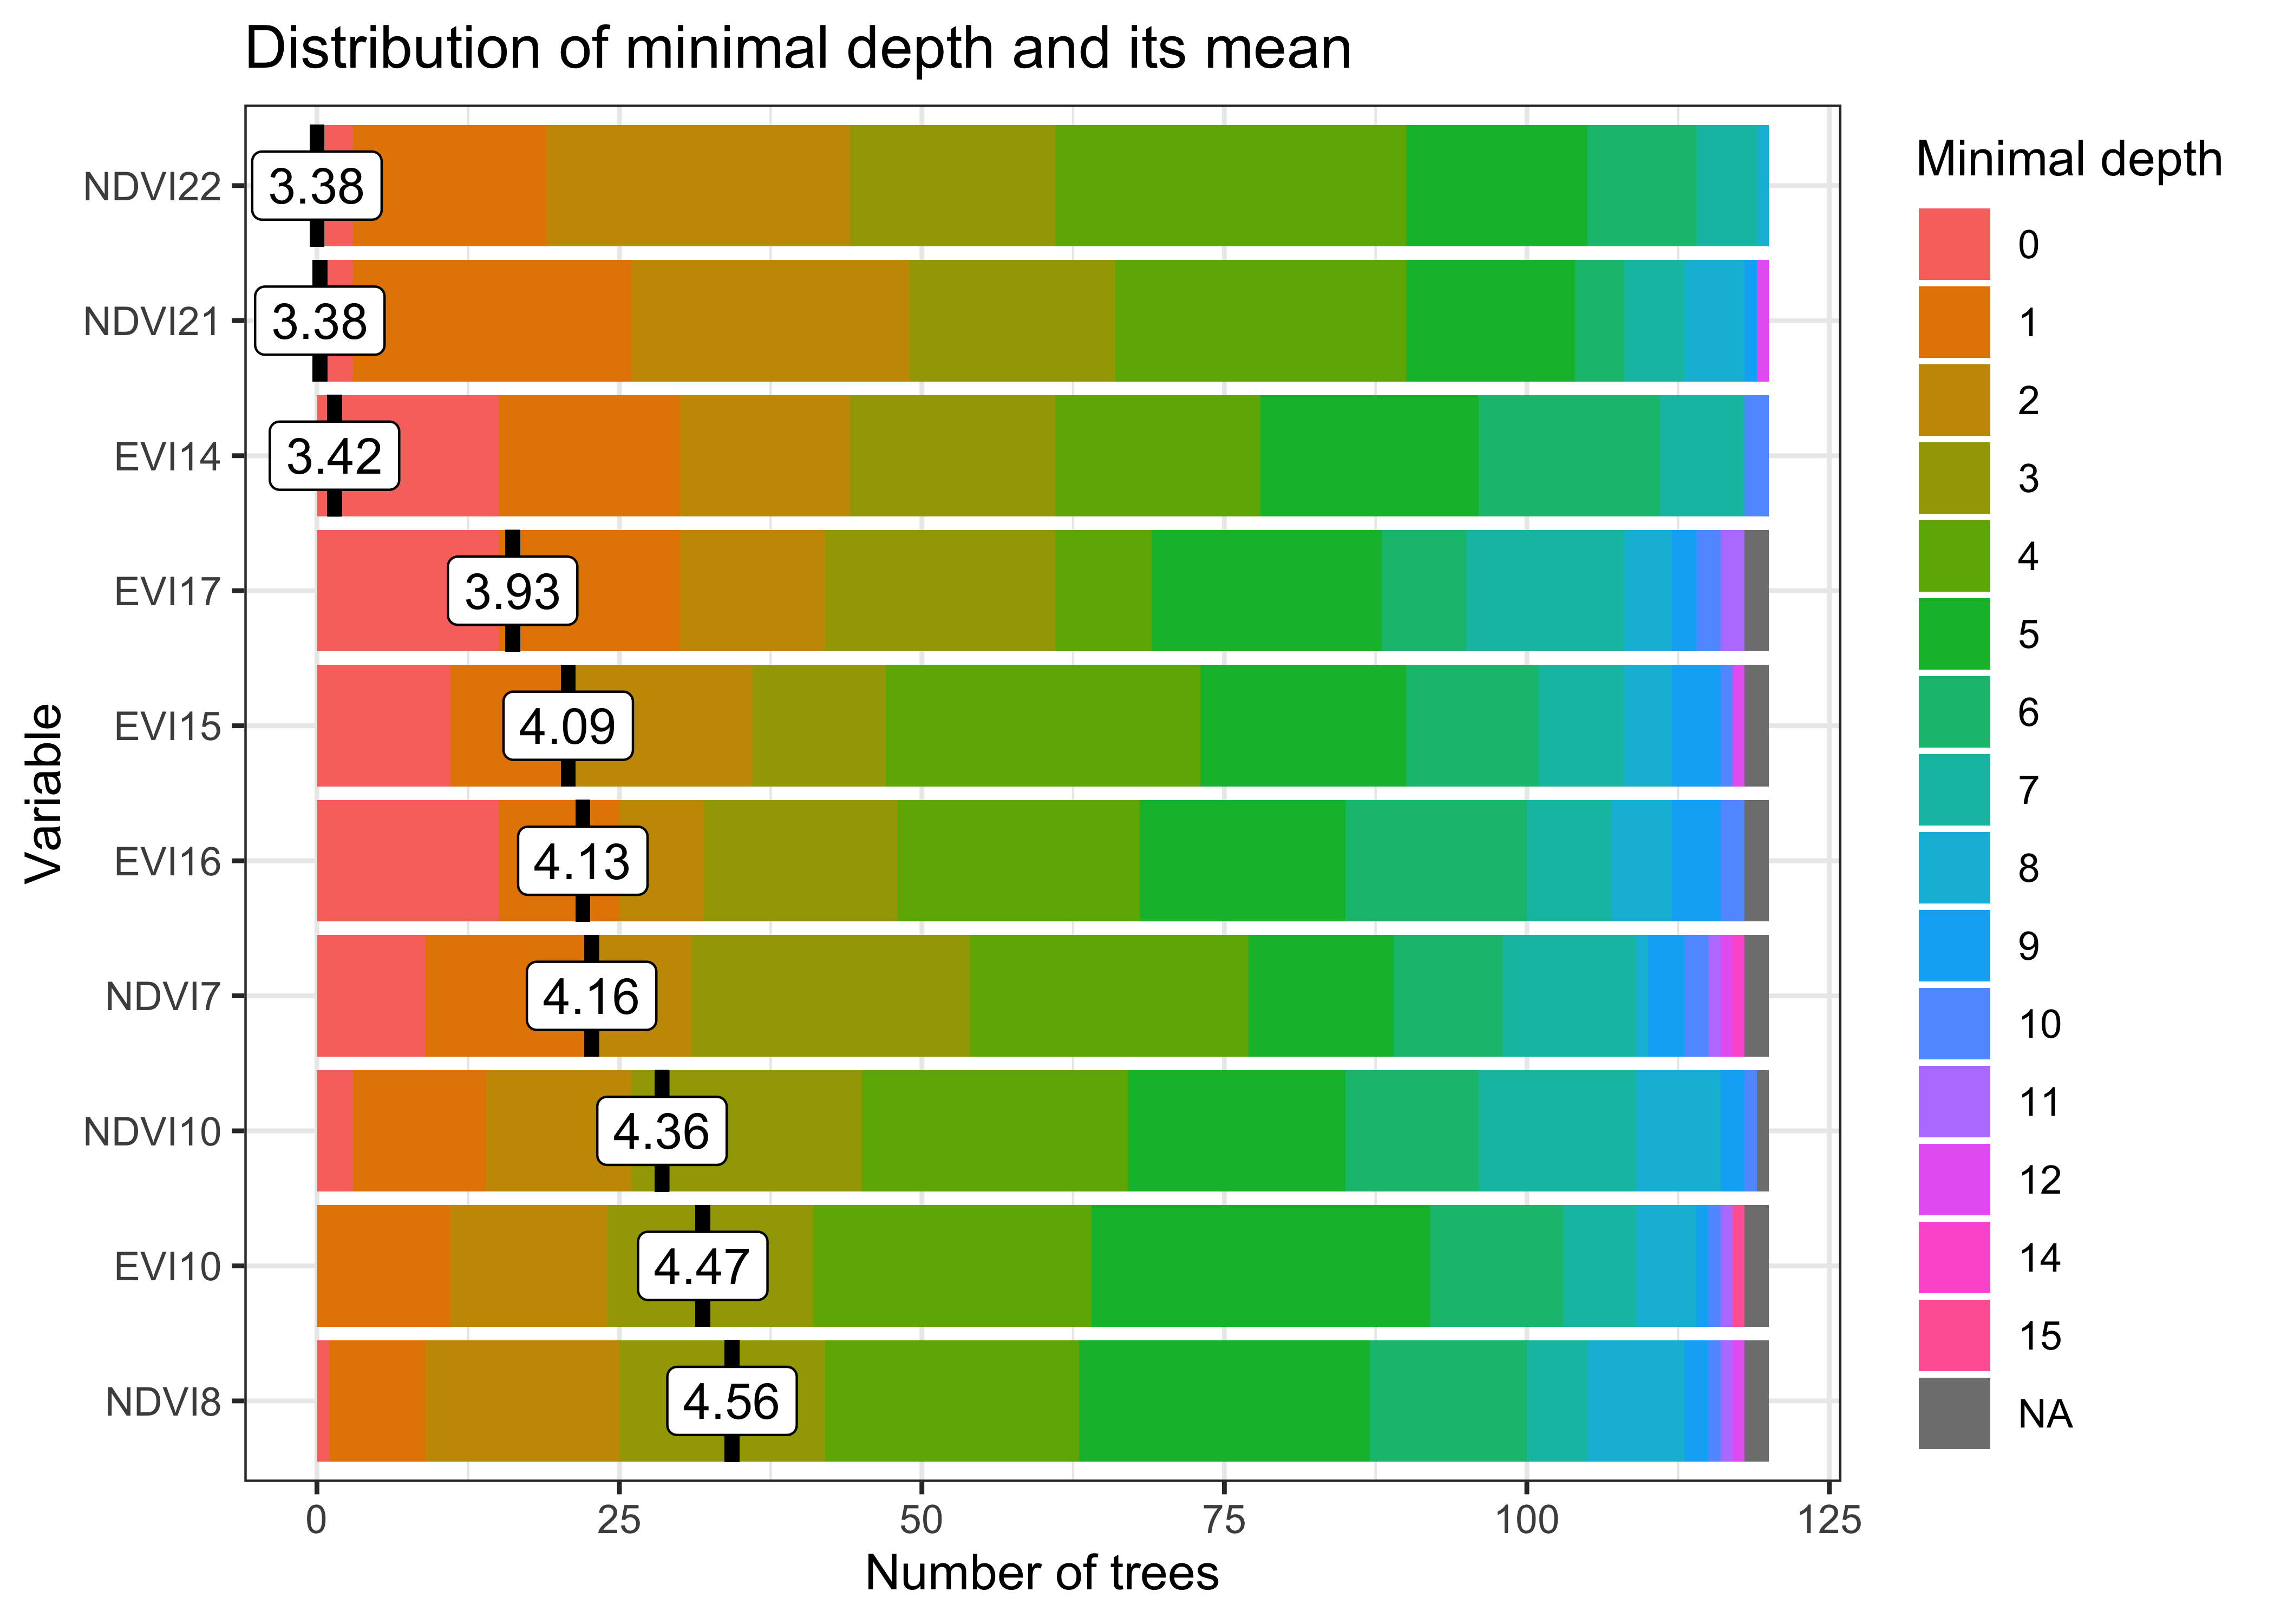 Distribution of minimal depth and its mean
Variable
NDVI22 3.38
NDVI21 3.38
EVI14 3.42
EVI17 3.93
EVI15 4.09
EVI16 4.13
NDVI7 4.16
NDVI10 4.36
EVI10 4.47
NDVI8 4.56
0 25 50 75 100 125
Number of trees
Minimal depth
0
1
2
3
4
5
6
7
8
9
10
11
12
14
15
NA